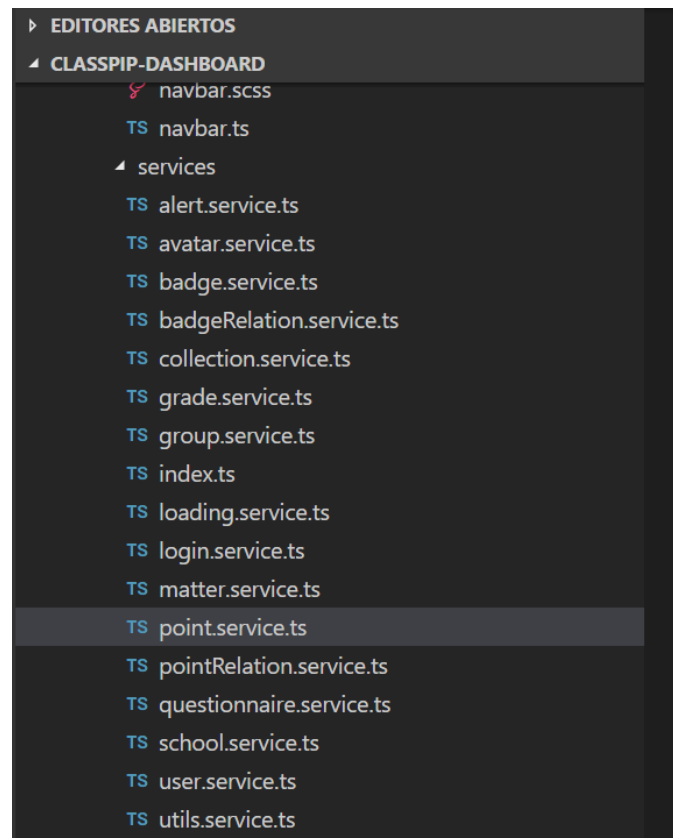 EDITORES ABIERTOS
CLASSPIP-DASHBOARD
navbar.scss
TS navbar.ts
services
TS alert.service.ts
TS avatar.service.ts
TS badge.service.ts
TS badgeRelation.service.ts
TS collection.service.ts
TS grade.service.ts
TS group.service.ts
TS index.ts
TS loading.service.ts
TS login.service.ts
TS matter.service.ts
TS point.service.ts
TS pointRelation.service.ts
TS questionnaire.service.ts
TS school.service.ts
TS user.service.ts
TS utils.service.ts